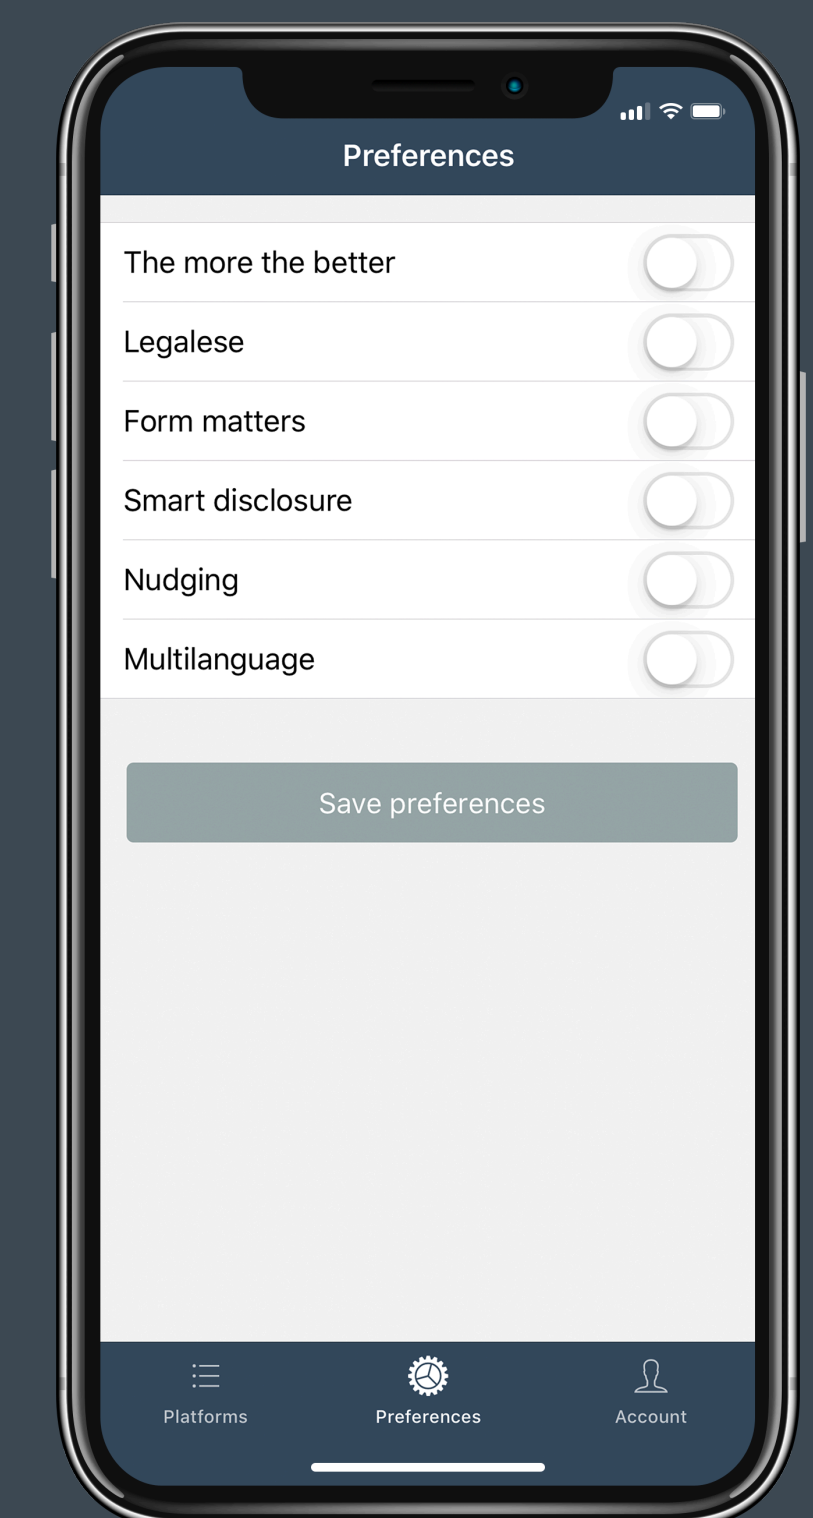 Preferences
The more the better
Legalese
Form matters
Smart disclosure
Nudging
Multilanguage
Save preferences
Platforms
Preferences
Account